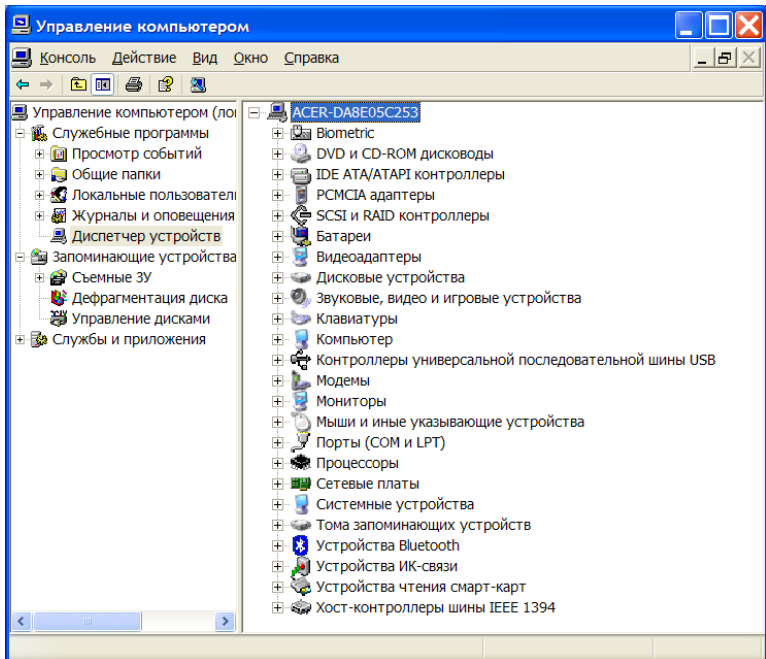 Управление компьютером
Консоль Действие Вид Окно Справка
Управление компьютером (ло
Служебные программы
Просмотр событий
Общие папки
Локальные пользовател
Журналы и оповещения
Диспетчер устройств
Запоминающие устройства
Съемные ЗУ
Дефрагментация диска
Управление дисками
Службы и приложения
ACER-DA8E05C253
Biometric
DVD и CD-ROM дисководы
IDE ATA/ATAPI контроллеры
PCMCIA адаптеры
SCSI и RAID контроллеры
Батареи
Видеоадаптеры
Дисковые устройства
Звуковые, видео и игровые устройства
Клавиатуры
Компьютер
Контроллеры универсальной последовательной шины USB
Модемы
Мониторы
Мыши и иные указывающие устройства
Порты (COM и LPT)
Процессоры
Сетевые платы
Системные устройства
Тома запоминающих устройств
Устройства Bluetooth
Устройства ИК-связи
Устройства чтения смарт-карт
Хост-контроллеры шины IEEE 1394